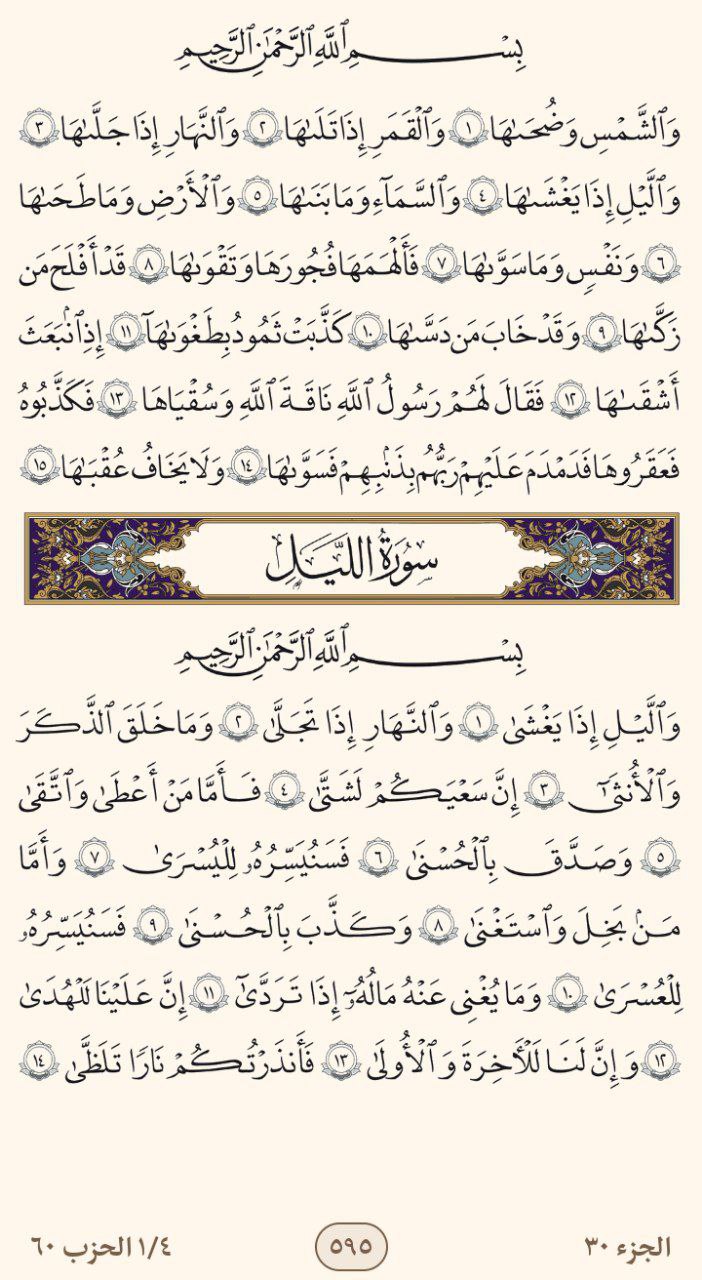 بِسْمِ ٱللَّهِ ٱلرَّحْمَٰنِ ٱلرَّحِيمِ
وَٱلشَّمْسِ وَضُحَىٰهَا ١ وَٱلْقَمَرِ إِذَا تَلَىٰهَا ٢ وَٱلنَّهَارِ إِذَا جَلَّىٰهَا ٣
وَٱلَّيْلِ إِذَا يَغْشَىٰهَا ٤ وَٱلسَّمَآءِ وَمَا بَنَىٰهَا ٥ وَٱلْأَرْضِ وَمَا طَحَىٰهَا
٦ وَنَفْسٍ وَمَا سَوَّىٰهَا ٧ فَأَلْهَمَهَا فُجُورَهَا وَتَقْوَىٰهَا ٨ قَدْ أَفْلَحَ مَن
زَكَّىٰهَا ٩ وَقَدْ خَابَ مَن دَسَّىٰهَا ١٠ كَذَّبَتْ ثَمُودُ بِطَغْوَىٰهَآ ١١ إِذِ ٱنۢبَعَثَ
أَشْقَىٰهَا ١٢ فَقَالَ لَهُمْ رَسُولُ ٱللَّهِ نَاقَةَ ٱللَّهِ وَسُقْيَٰهَا ١٣ فَكَذَّبُوهُ
فَعَقَرُوهَا فَدَمْدَمَ عَلَيْهِمْ رَبُّهُم بِذَنۢبِهِمْ فَسَوَّىٰهَا ١٤ وَلَا يَخَافُ عُقْبَٰهَا ١٥
سُورَةُ اللَّيْلِ
بِسْمِ ٱللَّهِ ٱلرَّحْمَٰنِ ٱلرَّحِيمِ
وَٱلَّيْلِ إِذَا يَغْشَىٰ ١ وَٱلنَّهَارِ إِذَا تَجَلَّىٰ ٢ وَمَا خَلَقَ ٱلذَّكَرَ
وَٱلْأُنثَىٰٓ ٣ إِنَّ سَعْيَكُمْ لَشَتَّىٰ ٤ فَأَمَّا مَنْ أَعْطَىٰ وَٱتَّقَىٰ
٥ وَصَدَّقَ بِٱلْحُسْنَىٰ ٦ فَسَنُيَسِّرُهُۥ لِلْيُسْرَىٰ ٧ وَأَمَّا
مَنۢ بَخِلَ وَٱسْتَغْنَىٰ ٨ وَكَذَّبَ بِٱلْحُسْنَىٰ ٩ فَسَنُيَسِّرُهُۥ
لِلْعُسْرَىٰ ١٠ وَمَا يُغْنِى عَنْهُ مَالُهُۥٓ إِذَا تَرَدَّىٰٓ ١١ إِنَّ عَلَيْنَا لَلْهُدَىٰ
١٢ وَإِنَّ لَنَا لَلْـَٔاخِرَةَ وَٱلْأُولَىٰ ١٣ فَأَنذَرْتُكُمْ نَارًا تَلَظَّىٰ ١٤
الجزء ٣٠ ٥٩٥ ١/٤ الحزب ٦٠